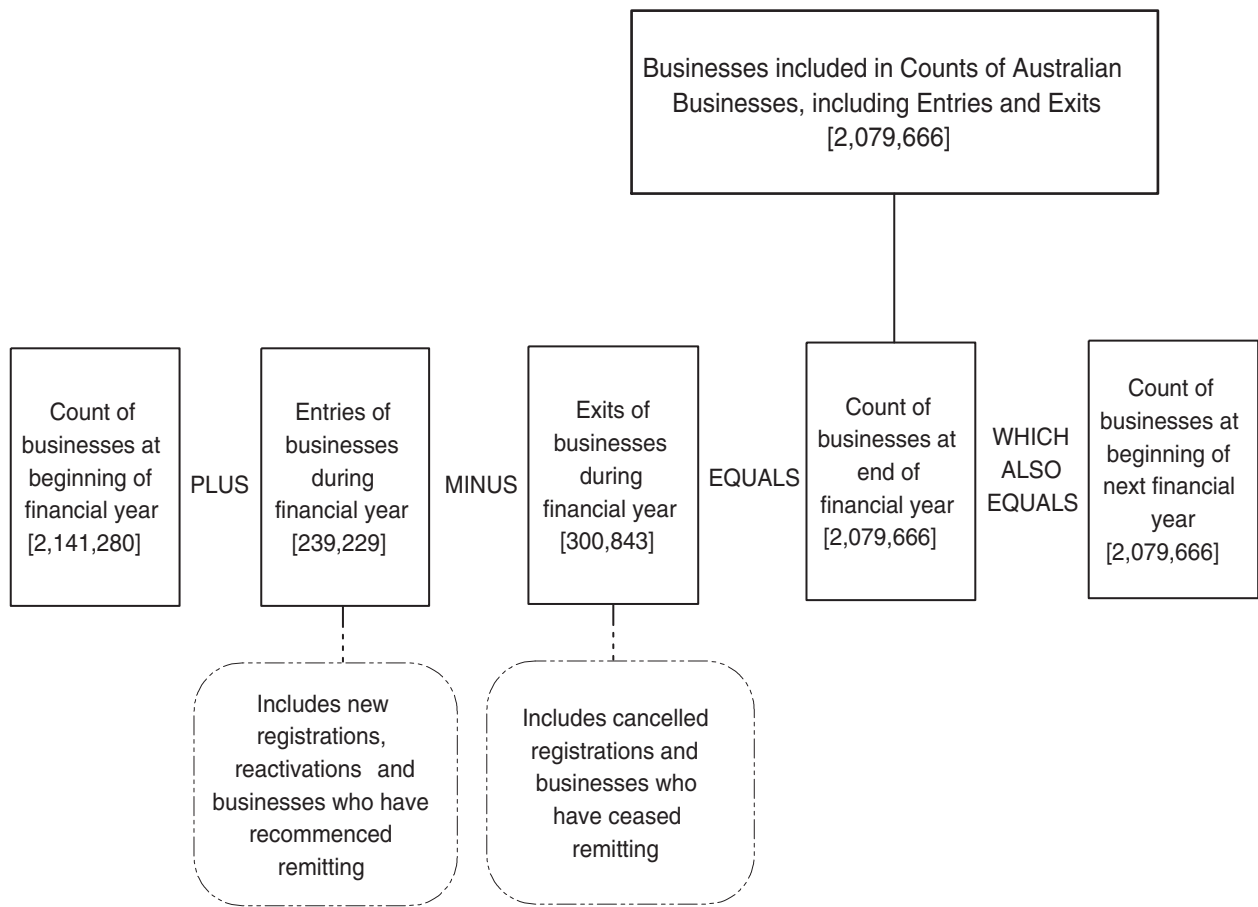 Businesses included in Counts of Australian
Businesses, including Entries and Exits
[2,079,666]
Count of
businesses at
beginning of
financial year
[2,141,280]
PLUS
Entries of
businesses
during
financial year
[239,229]
MINUS
Exits of
businesses
during
financial year
[300,843]
EQUALS
Count of
businesses at
end of
financial year
[2,079,666]
WHICH
ALSO
EQUALS
Count of
businesses at
beginning of
next financial
year
[2,079,666]
Includes new
registrations,
reactivations and
businesses who have
recommenced
remitting
Includes cancelled
registrations and
businesses who
have ceased
remitting